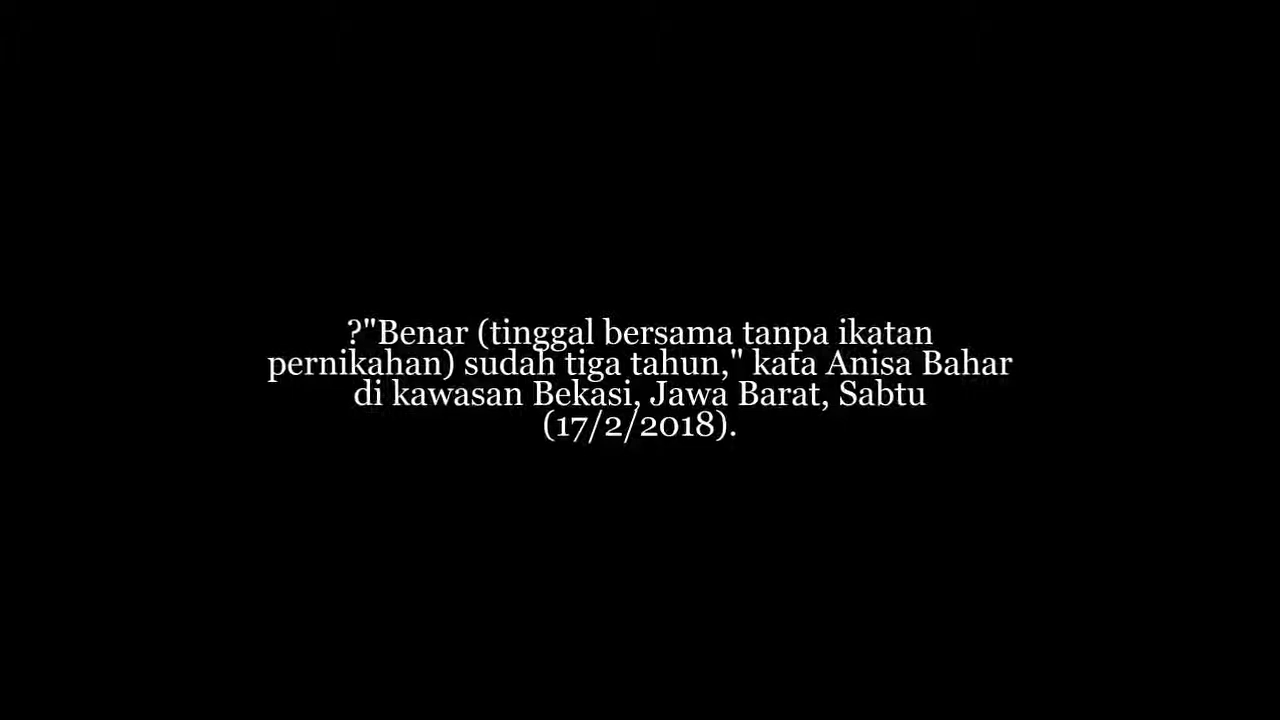 ?"Benar (tinggal bersama tanpa ikatan
pernikahan) sudah tiga tahun," kata Anisa Bahar
di kawasan Bekasi, Jawa Barat, Sabtu
(17/2/2018).